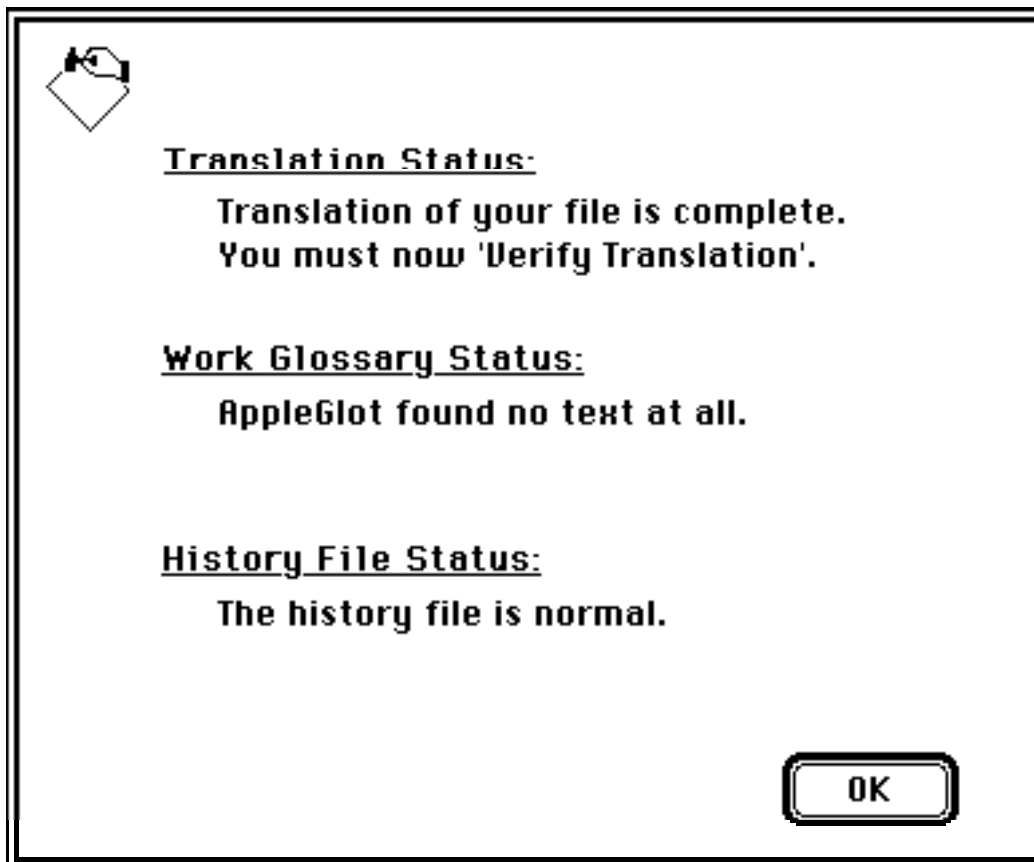 Translation Status:
Translation of your file is complete.
You must now 'Verify Translation'.
Work Glossary Status:
AppleGlot found no text at all.
History File Status:
The history file is normal.
OK